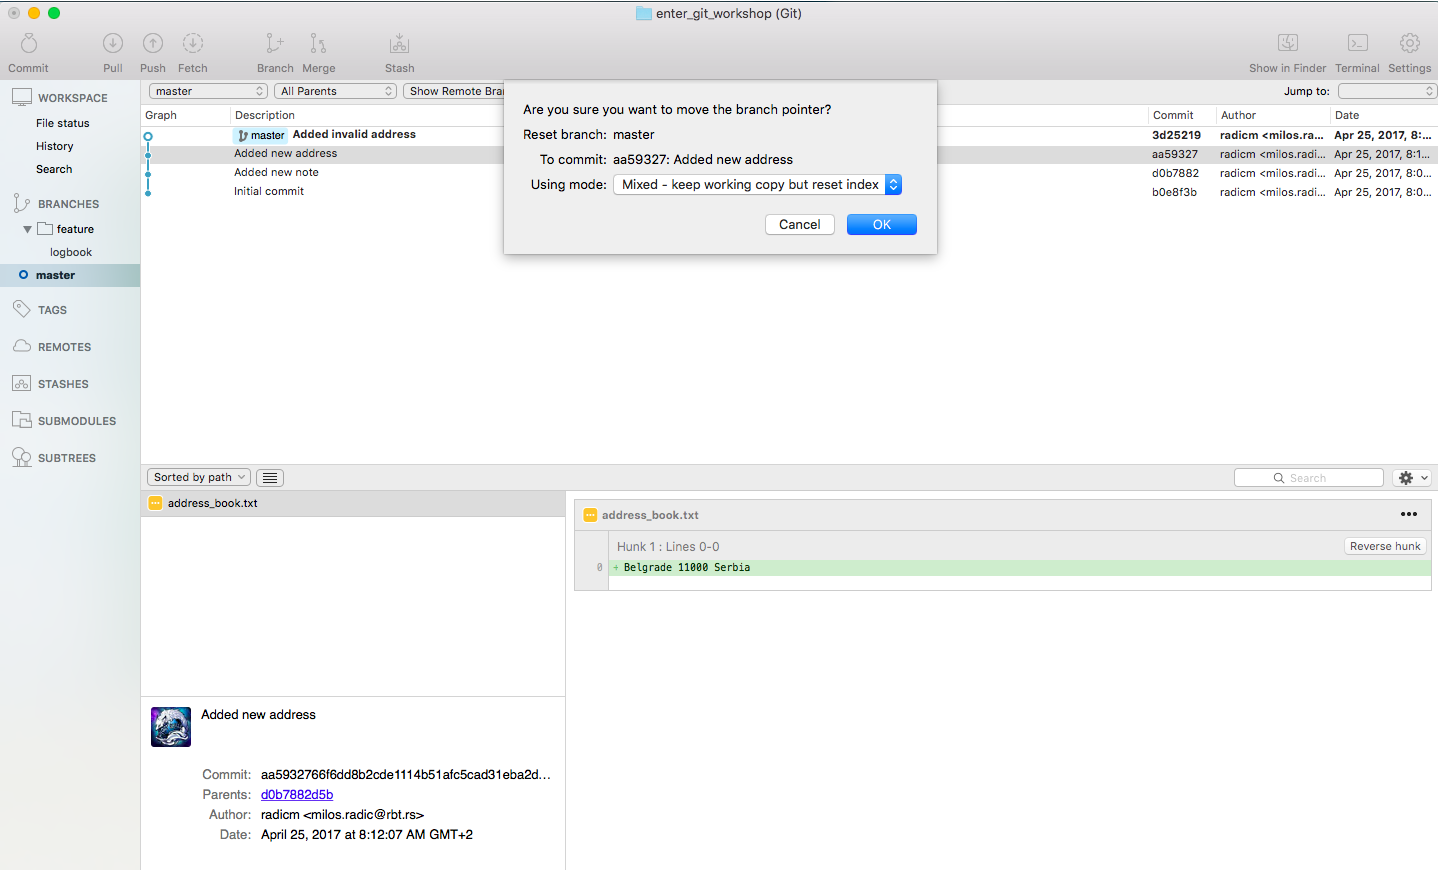 enter_git_workshop (Git)
Commit Pull Push Fetch Branch Merge Stash Show in Finder Terminal Settings
WORKSPACE
File status
History
Search
BRANCHES
feature
logbook
master
TAGS
REMOTES
STASHES
SUBMODULES
SUBTREES
master All Parents Show Remote Bra Jump to:
Graph Description Commit Author Date
master Added invalid address 3d25219 radicm <milos.ra... Apr 25, 2017, 8:...
Added new address aa59327 radicm <milos.radi... Apr 25, 2017, 8:1...
Added new note d0b7882 radicm <milos.radi... Apr 25, 2017, 8:0...
Initial commit b0e8f3b radicm <milos.radi... Apr 25, 2017, 8:0...
Are you sure you want to move the branch pointer?
Reset branch: master
To commit: aa59327: Added new address
Using mode: Mixed - keep working copy but reset index
Cancel OK
Sorted by path Search
address_book.txt
Added new address
Commit: aa5932766f6dd8b2cde1114b51afc5cad31eba2d...
Parents: d0b7882d5b
Author: radicm <milos.radic@rbt.rs>
Date: April 25, 2017 at 8:12:07 AM GMT+2
address_book.txt
Hunk 1 : Lines 0-0 Reverse hunk
0 + Belgrade 11000 Serbia